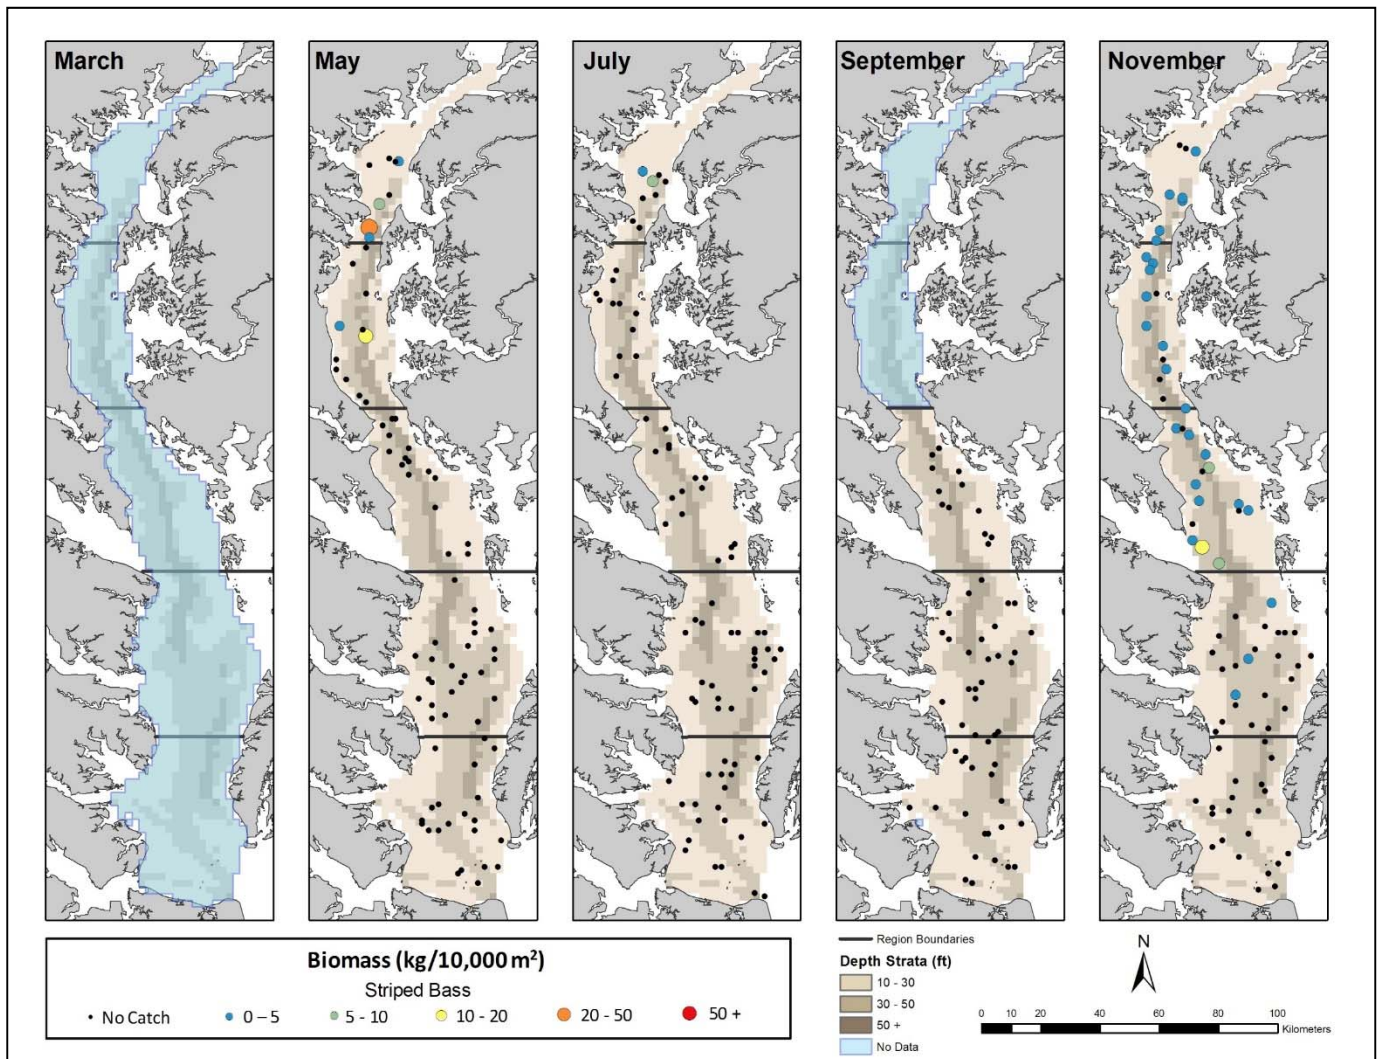 March
May
July
September
November
Biomass (kg/10,000 m²)
Striped Bass
No Catch
0 – 5
5 - 10
10 - 20
20 - 50
50 +
Region Boundaries
Depth Strata (ft)
10 - 30
30 - 50
50 +
No Data
N
0 10 20 40 60 80 100
Kilometers